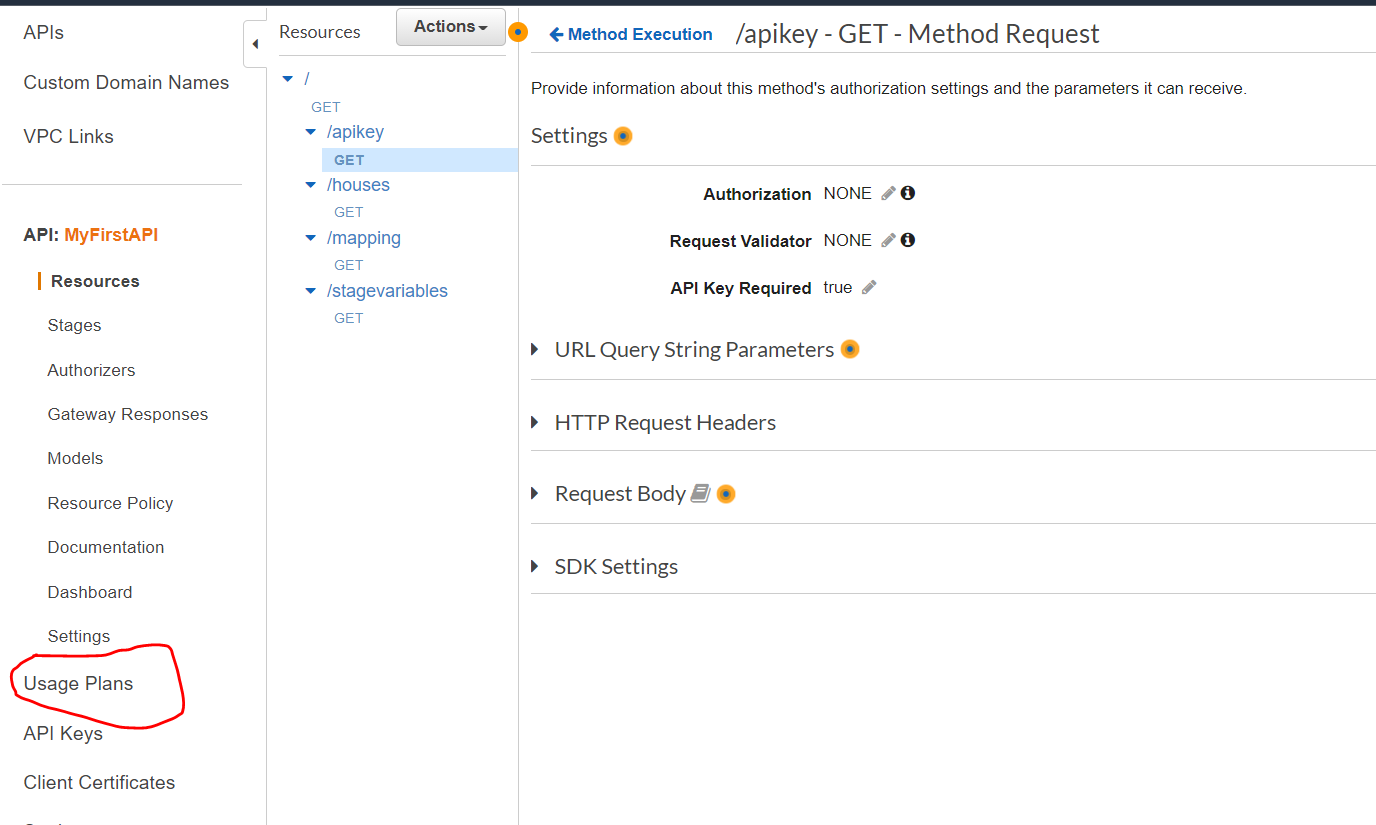 APIs
Custom Domain Names
VPC Links
API: MyFirstAPI
Resources
Stages
Authorizers
Gateway Responses
Models
Resource Policy
Documentation
Dashboard
Settings
Usage Plans
API Keys
Client Certificates
Resources
Actions
/
GET
/apikey
GET
/houses
GET
/mapping
GET
/stagevariables
GET
Method Execution /apikey - GET - Method Request
Provide information about this method's authorization settings and the parameters it can receive.
Settings
Authorization NONE
Request Validator NONE
API Key Required true
URL Query String Parameters
HTTP Request Headers
Request Body
SDK Settings